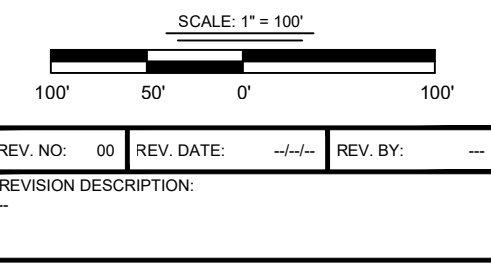 SCALE: 1" = 100'
100' 50' 0' 100'
REV. NO: 00 REV. DATE: --/--/-- REV. BY: ---
REVISION DESCRIPTION:
--